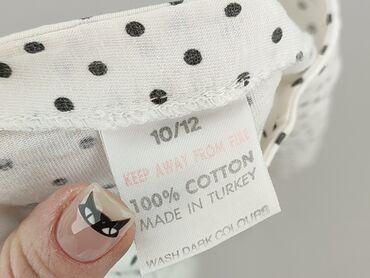 10/12
KEEP AWAY FROM FIRE
100% COTTON
MADE IN TURKEY
WASH DARK COLOURS